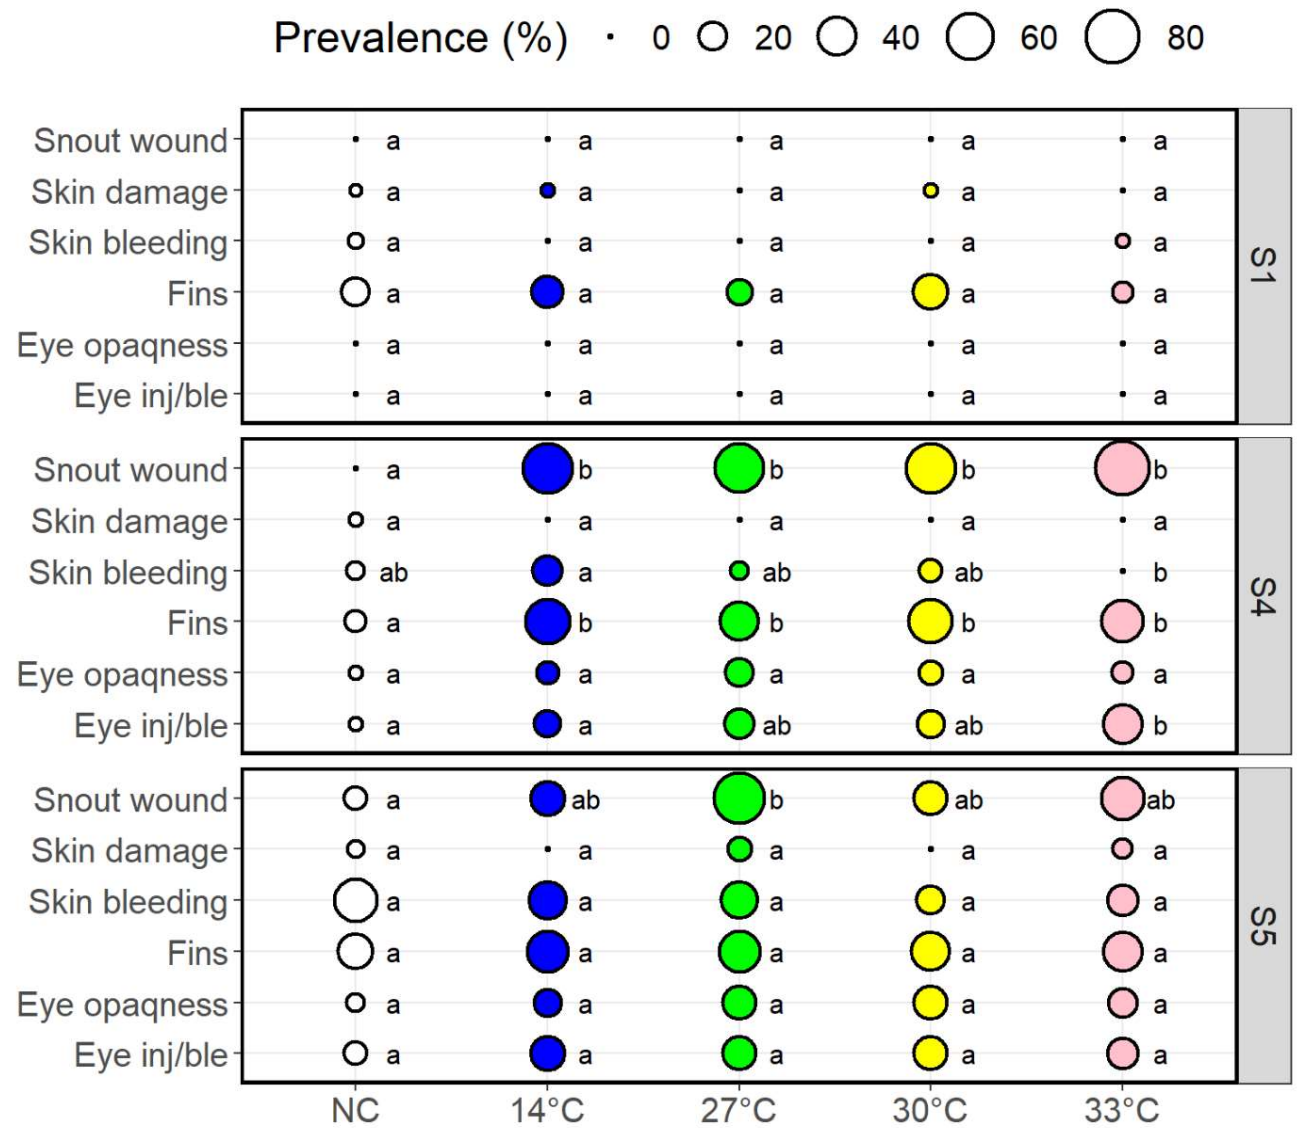 Prevalence (%) 0 20 40 60 80
Snout wound a a a a a
Skin damage a a a a a
Skin bleeding a a a a a
Fins a a a a a
Eye opaqness a a a a a
Eye inj/ble a a a a a
S1
Snout wound a b b b b
Skin damage a a a a a
Skin bleeding ab a ab ab b
Fins a b b b b
Eye opaqness a a a a a
Eye inj/ble a a ab ab b
S4
Snout wound a ab b ab ab
Skin damage a a a a a
Skin bleeding a a a a a
Fins a a a a a
Eye opaqness a a a a a
Eye inj/ble a a a a a
S5
NC 14°C 27°C 30°C 33°C